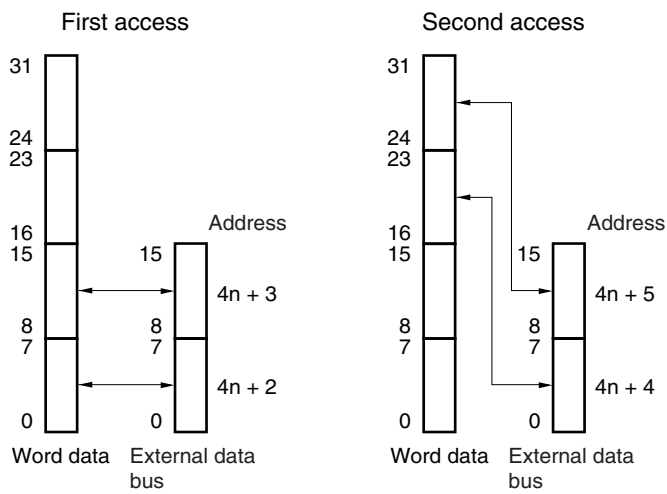 First access
31
24
23
16
15
8
7
0
Word data
Address
15
4n + 3
8
7
4n + 2
0
External data
bus
Second access
31
24
23
16
15
8
7
0
Word data
Address
15
4n + 5
8
7
4n + 4
0
External data
bus